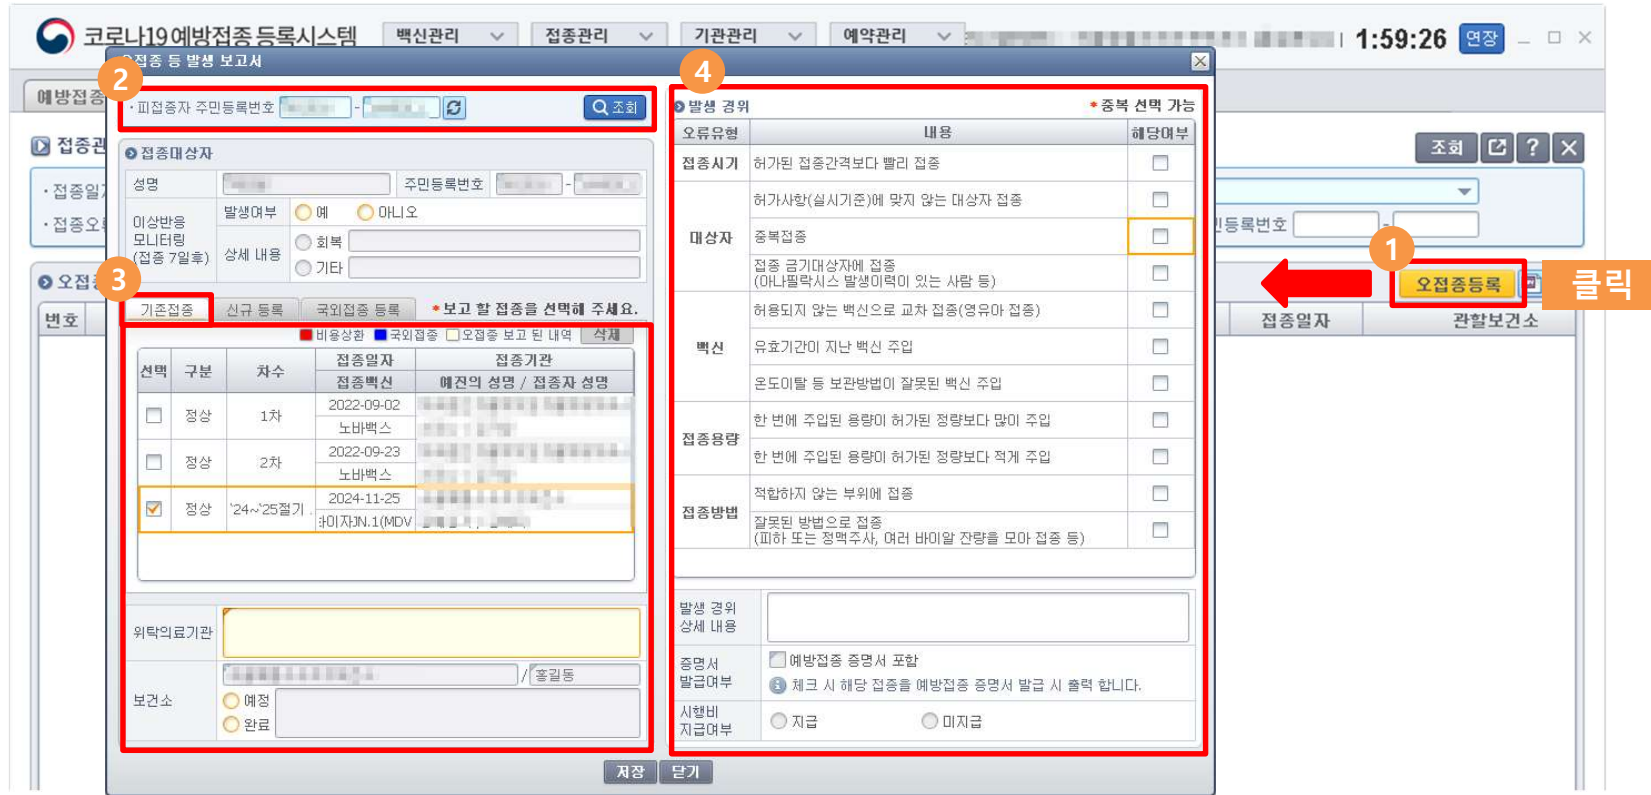 코로나19예방접종등록시스템
백신관리
접종관리
기관관리
예약관리
1:59:26
연장
오접종 등 발생 보고서
예방접종
2
피접종자 주민등록번호
-
조회
접종관
·접종일
·접종오
접종대상자
성명
주민등록번호
-
이상반응
모니터링
(접종 7일후)
발생여부
예
아니오
상세 내용
회복
기타
3
오접종
번호
기존접종
신규 등록
국외접종 등록
*보고 할 접종을 선택해 주세요.
비용상환
국외접종
오접종 보고 된 내역
삭제
선택
구분
차수
접종일자
접종기관
접종백신
예진의 성명 / 접종자 성명
정상
1차
2022-09-02
노바백스
정상
2차
2022-09-23
노바백스
정상
'24~'25절기
2024-11-25
화이자JN.1(MDV
위탁의료기관
보건소
/
홍길동
예정
완료
4
발생 경위
*중복 선택 가능
오류유형
내용
해당여부
접종시기
허가된 접종간격보다 빨리 접종
대상자
허가사항(실시기준)에 맞지 않는 대상자 접종
중복접종
접종 금기대상자에 접종
(아나필락시스 발생이력이 있는 사람 등)
백신
허용되지 않는 백신으로 교차 접종(영유아 접종)
유효기간이 지난 백신 주입
온도이탈 등 보관방법이 잘못된 백신 주입
접종용량
한 번에 주입된 용량이 허가된 정량보다 많이 주입
한 번에 주입된 용량이 허가된 정량보다 적게 주입
접종방법
적합하지 않는 부위에 접종
잘못된 방법으로 접종
(피하 또는 정맥주사, 여러 바이알 잔량을 모아 접종 등)
발생 경위
상세 내용
증명서
발급여부
예방접종 증명서 포함
체크 시 해당 접종을 예방접종 증명서 발급 시 출력 합니다.
시행비
지급여부
지급
미지급
저장
닫기
조회
?
민등록번호
-
1
오접종등록
클릭
접종일자
관할보건소